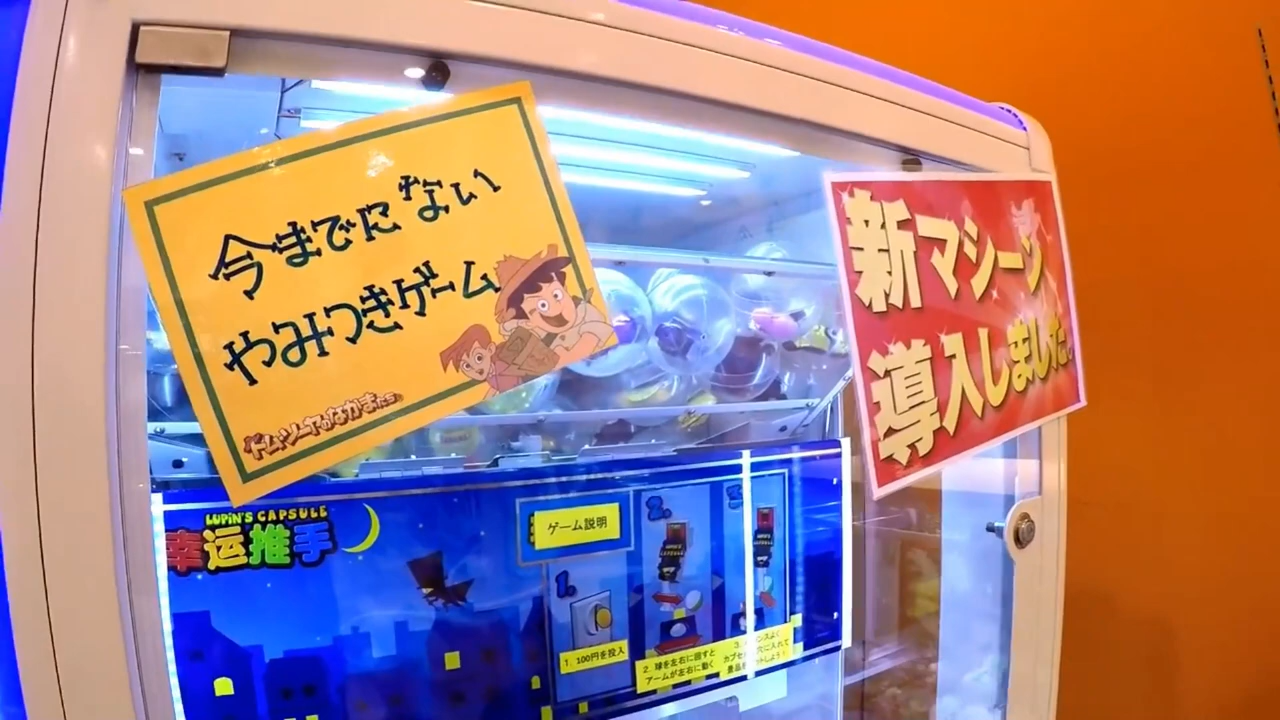 今までにない
やみつきゲーム
トムソーヤのなかまたち
新マシーン
導入しました。
LUPIN'S CAPSULE
幸运推手
ゲーム説明
1.
2.
3.
1. 100円を投入
2. 球を左右に回すと
アームが左右に動く